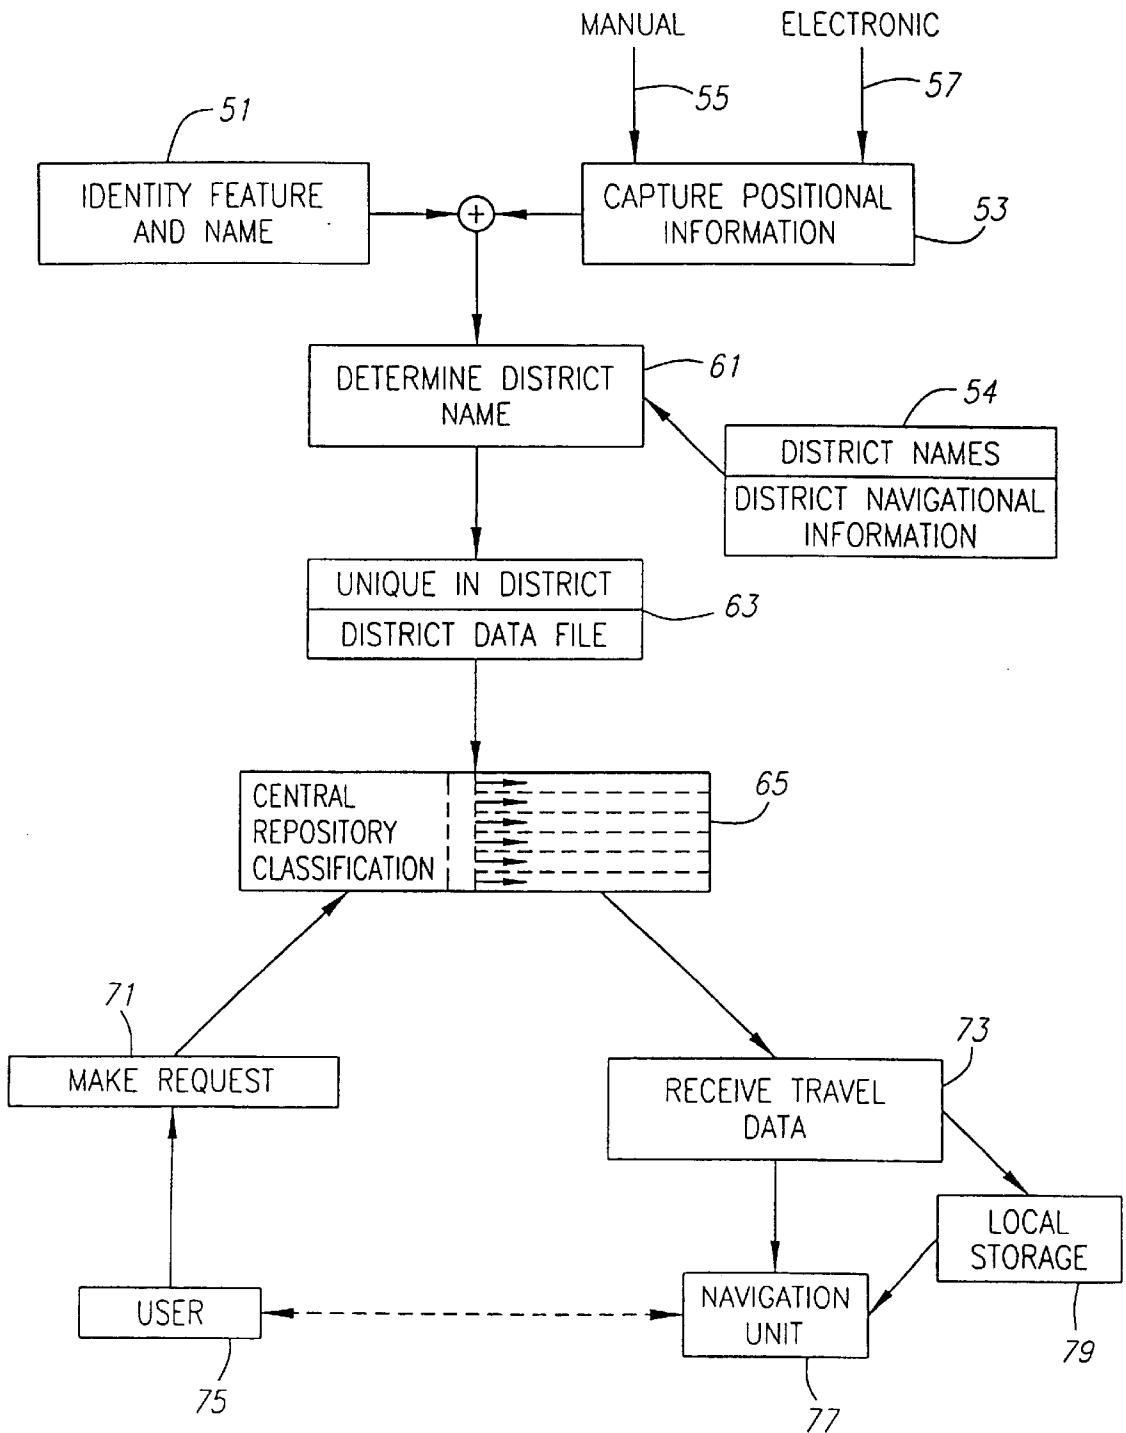 MANUAL
ELECTRONIC
51
55
57
IDENTITY FEATURE
AND NAME
+
CAPTURE POSITIONAL
INFORMATION
53
DETERMINE DISTRICT
NAME
61
54
DISTRICT NAMES
DISTRICT NAVIGATIONAL
INFORMATION
UNIQUE IN DISTRICT
DISTRICT DATA FILE
63
CENTRAL
REPOSITORY
CLASSIFICATION
65
71
MAKE REQUEST
73
RECEIVE TRAVEL
DATA
LOCAL
STORAGE
79
USER
75
NAVIGATION
UNIT
77